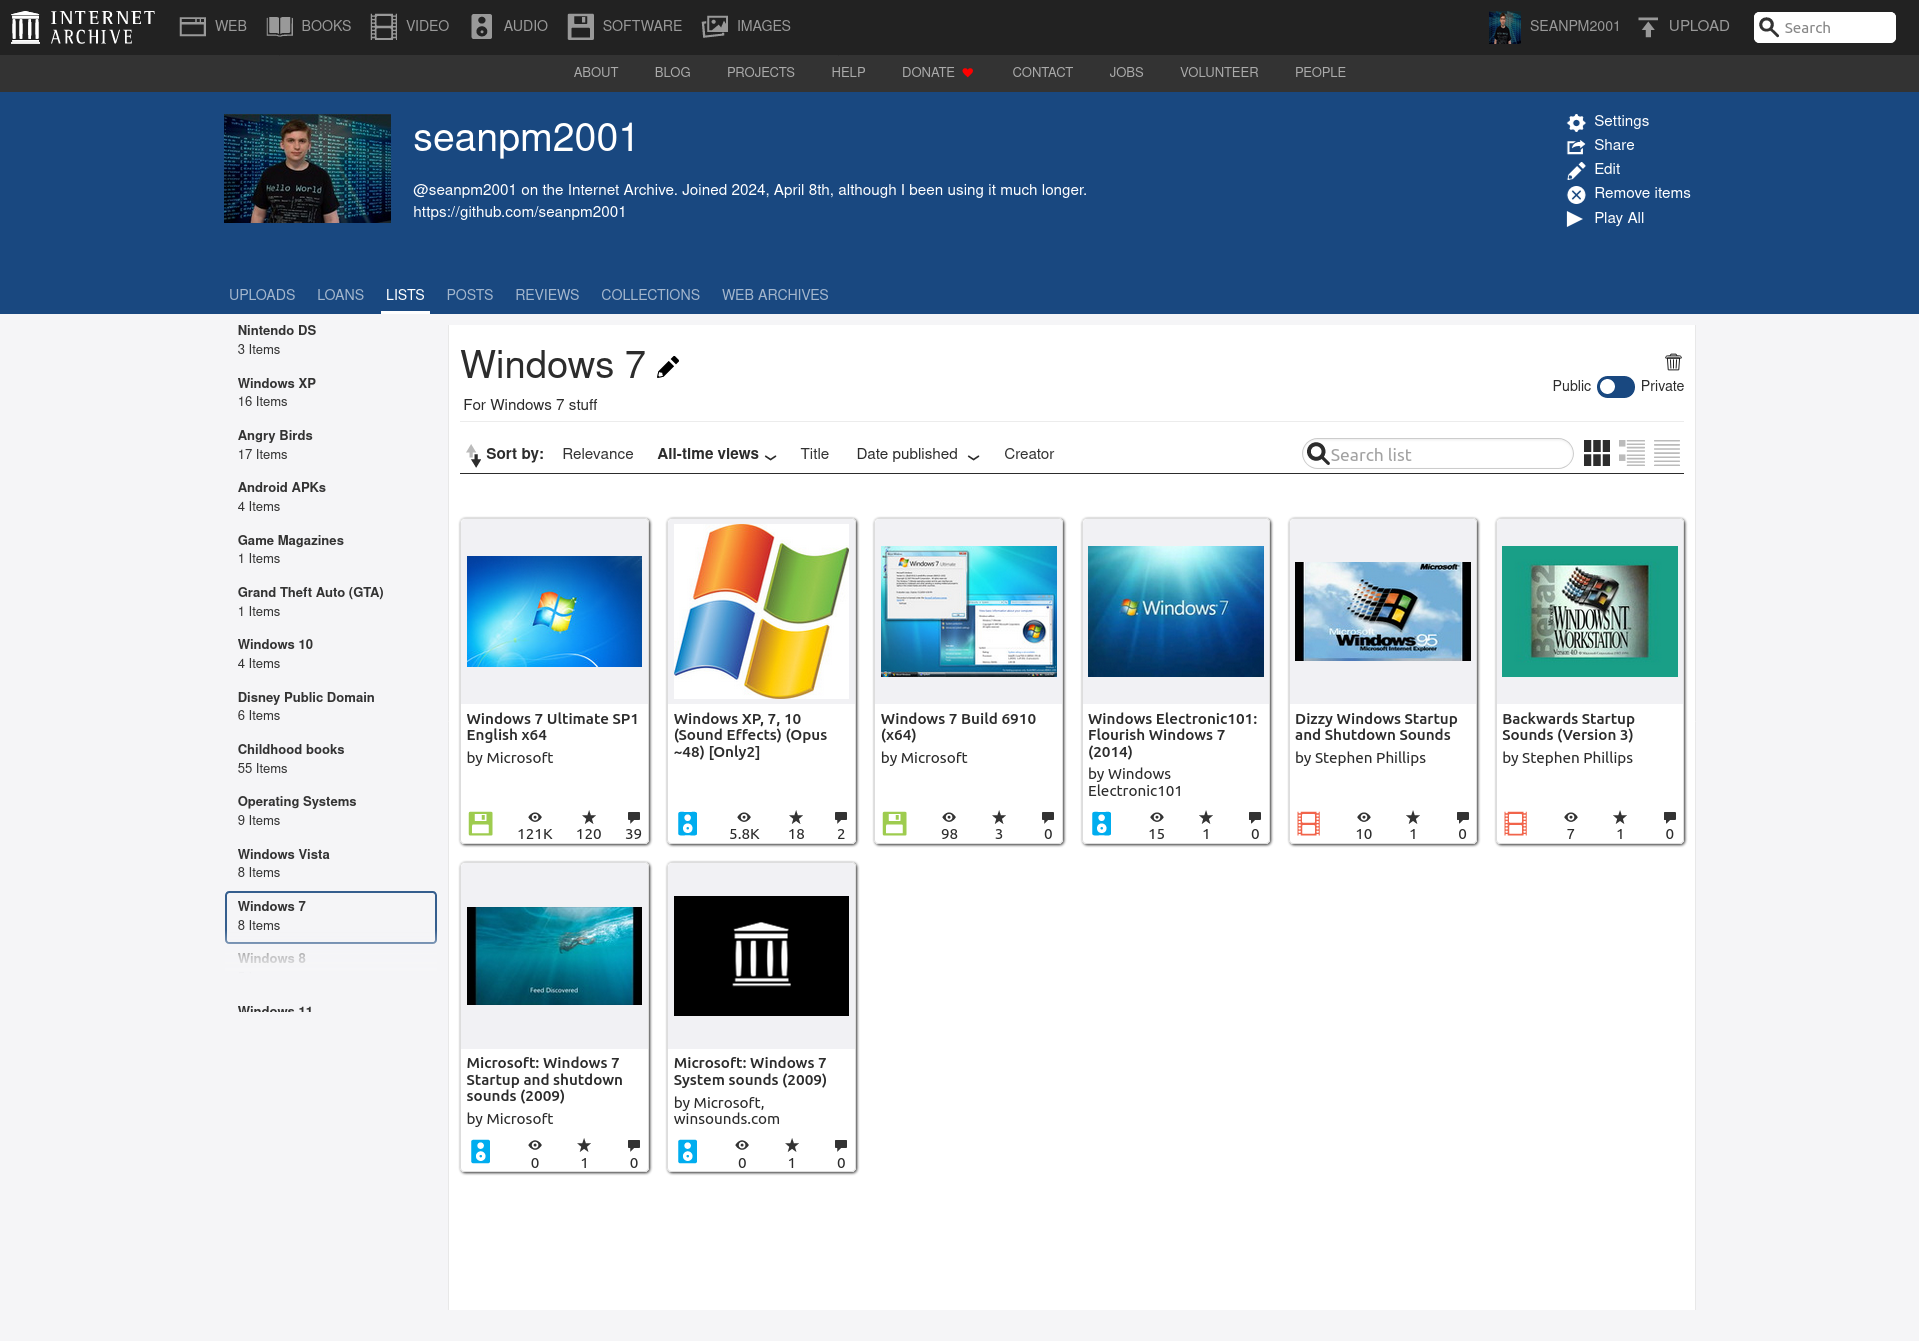 INTERNET ARCHIVE
WEB BOOKS VIDEO AUDIO SOFTWARE IMAGES SEANPM2001 UPLOAD Search
ABOUT BLOG PROJECTS HELP DONATE CONTACT JOBS VOLUNTEER PEOPLE
Hello World
seanpm2001
@seanpm2001 on the Internet Archive. Joined 2024, April 8th, although I been using it much longer.
https://github.com/seanpm2001
Settings
Share
Edit
Remove items
Play All
UPLOADS LOANS LISTS POSTS REVIEWS COLLECTIONS WEB ARCHIVES
Nintendo DS
3 Items
Windows XP
16 Items
Angry Birds
17 Items
Android APKs
4 Items
Game Magazines
1 Items
Grand Theft Auto (GTA)
1 Items
Windows 10
4 Items
Disney Public Domain
6 Items
Childhood books
55 Items
Operating Systems
9 Items
Windows Vista
8 Items
Windows 7
8 Items
Windows 8
Windows 11
Windows 7
For Windows 7 stuff
Public Private
Sort by: Relevance All-time views Title Date published Creator
Search list
Windows 7 Ultimate SP1
English x64
by Microsoft
121K 120 39
Windows XP, 7, 10
(Sound Effects) (Opus
~48) [Only2]
5.8K 18 2
Windows 7 Ultimate
Windows 7 Build 6910
(x64)
by Microsoft
98 3 0
Windows 7
Windows Electronic101:
Flourish Windows 7
(2014)
by Windows
Electronic101
15 1 0
Microsoft
Microsoft
Windows 95
Microsoft Internet Explorer
Dizzy Windows Startup
and Shutdown Sounds
by Stephen Phillips
10 1 0
Beta2
Microsoft
WINDOWS NT
WORKSTATION
Version 4.0
Backwards Startup
Sounds (Version 3)
by Stephen Phillips
7 1 0
Feed Discovered
Microsoft: Windows 7
Startup and shutdown
sounds (2009)
by Microsoft
0 1 0
Microsoft: Windows 7
System sounds (2009)
by Microsoft,
winsounds.com
0 1 0